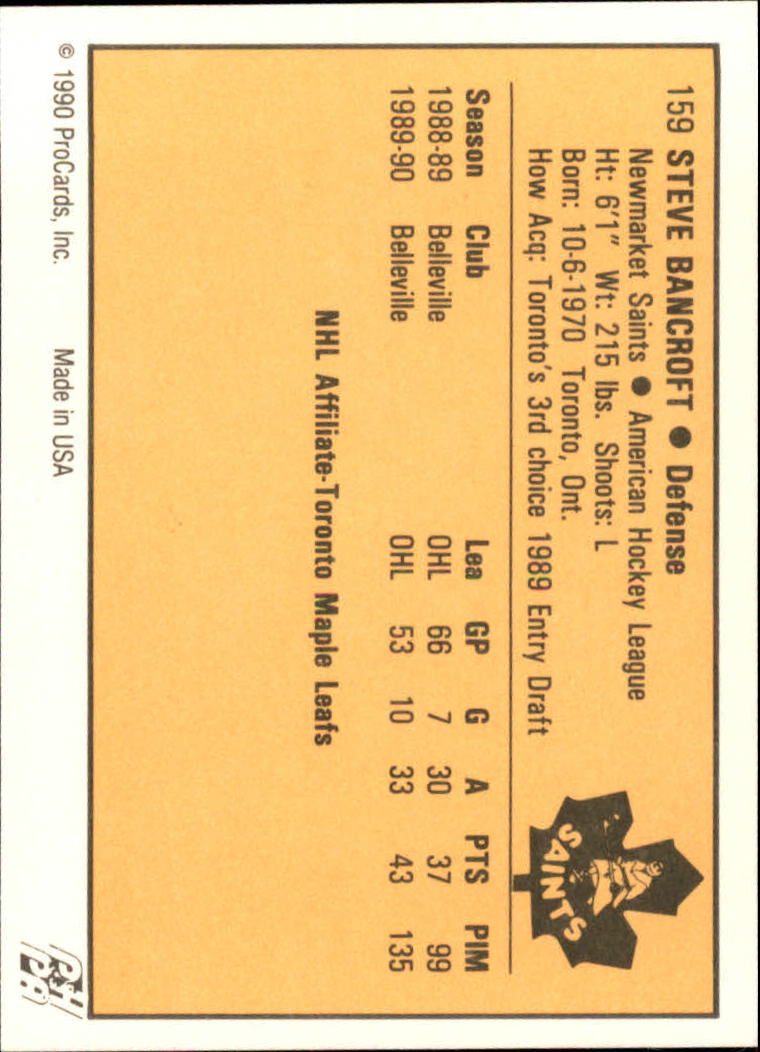 159 STEVE BANCROFT ● Defense
Newmarket Saints ● American Hockey League
Ht: 6'1" Wt: 215 lbs. Shoots: L
Born: 10-6-1970 Toronto, Ont.
How Acq: Toronto's 3rd choice 1989 Entry Draft
SAINTS
Season Club Lea GP G A PTS PIM
1988-89 Belleville OHL 66 7 30 37 99
1989-90 Belleville OHL 53 10 33 43 135
NHL Affiliate-Toronto Maple Leafs
© 1990 ProCards, Inc. Made in USA
PHPA